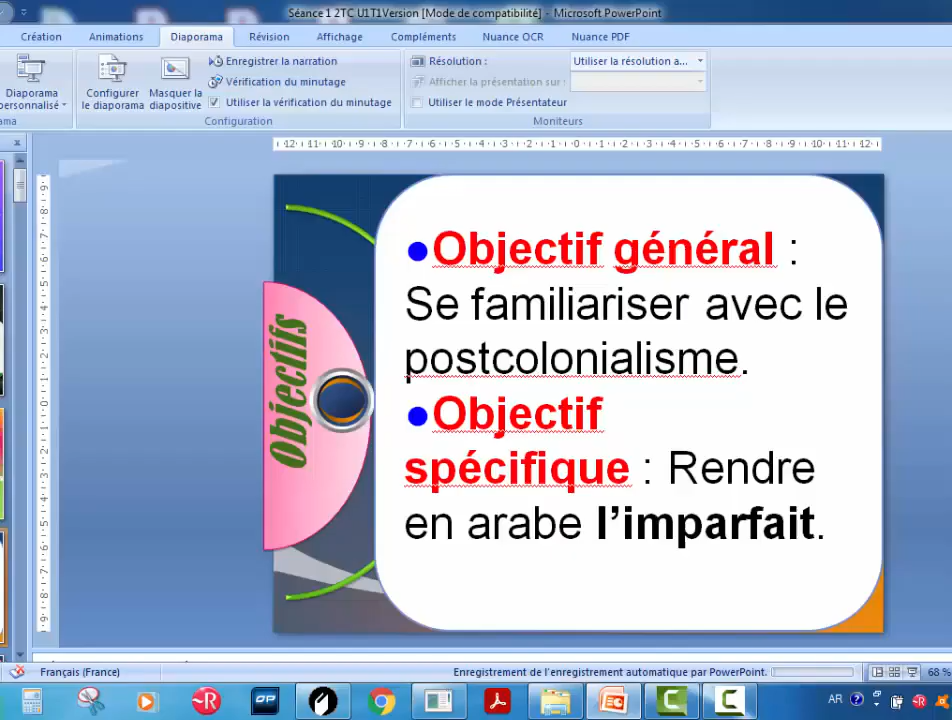 Séance 1 2TC U1T1Version [Mode de compatibilité] - Microsoft PowerPoint
Création Animations Diaporama Révision Affichage Compléments Nuance OCR Nuance PDF
Diaporama
personnalisé
Configurer
le diaporama
Masquer la
diapositive
Enregistrer la narration
Vérification du minutage
Utiliser la vérification du minutage
Configuration
Résolution :
Utiliser la résolution a...
Afficher la présentation sur :
Utiliser le mode Présentateur
Moniteurs
Objectifs
●Objectif général :
Se familiariser avec le
postcolonialisme.
●Objectif
spécifique : Rendre
en arabe l’imparfait.
Français (France)
Enregistrement de l'enregistrement automatique par PowerPoint.
68 %
AR